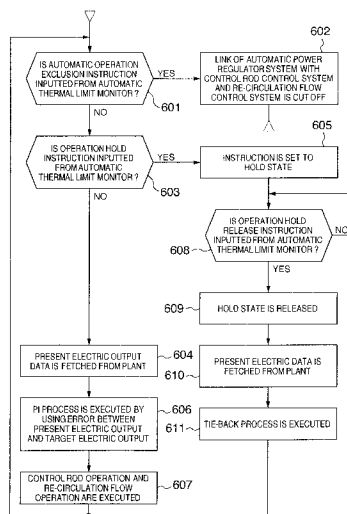 602
IS AUTOMATIC OPERATION
EXCLUSION INSTRUCTION
INPUTTED FROM AUTOMATIC
THERMAL LIMIT MONITOR ?
601
YES
NO
LINK OF AUTOMATIC POWER
REGULATOR SYSTEM WITH
CONTROL ROD CONTROL SYSTEM
AND RE-CIRCULATION FLOW
CONTROL SYSTEM IS CUT OFF
605
IS OPERATION HOLD
INSTRUCTION INPUTTED
FROM AUTOMATIC
THERMAL LIMIT MONITOR ?
603
YES
NO
INSTRUCTION IS SET TO
HOLD STATE
IS OPERATION HOLD
RELEASE INSTRUCTION
INPUTTED FROM AUTOMATIC
THERMAL LIMIT MONITOR ?
608
NO
YES
609
HOLD STATE IS RELEASED
PRESENT ELECTRIC OUTPUT
DATA IS FETCHED FROM PLANT
604
610
PRESENT ELECTRIC DATA IS
FETCHED FROM PLANT
PI PROCESS IS EXECUTED BY
USING ERROR BETWEEN
PRESENT ELECTRIC OUTPUT
AND TARGET ELECTRIC OUTPUT
606
611
TIE-BACK PROCESS IS EXECUTED
CONTROL ROD OPERATION AND
RE-CIRCULATION FLOW
OPERATION ARE EXECUTED
607